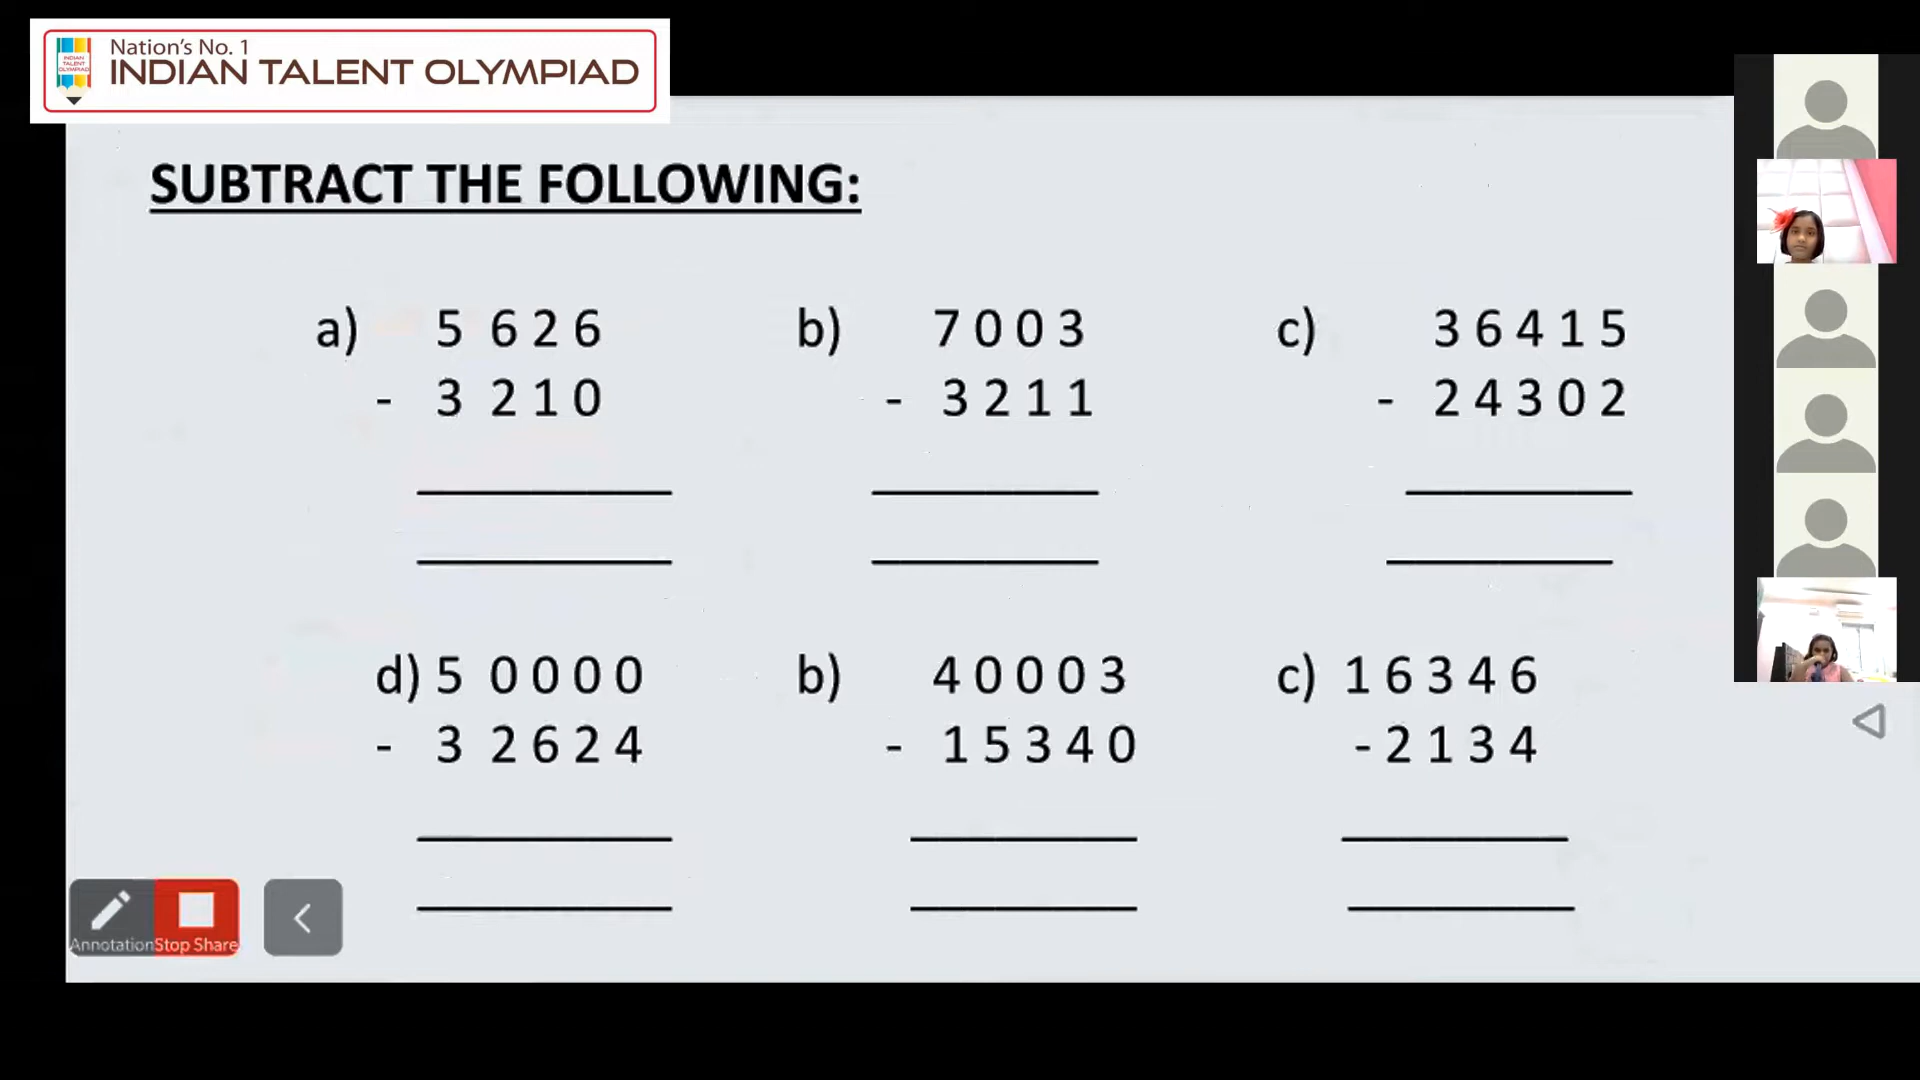 Nation's No. 1
INDIAN TALENT OLYMPIAD
INDIAN
TALENT
OLYMPIAD
SUBTRACT THE FOLLOWING:
a) 5 6 2 6 b) 7 0 0 3 c) 3 6 4 1 5
- 3 2 1 0 - 3 2 1 1 - 2 4 3 0 2
d) 5 0 0 0 0 b) 4 0 0 0 3 c) 1 6 3 4 6
- 3 2 6 2 4 - 1 5 3 4 0 - 2 1 3 4
Annotation Stop Share